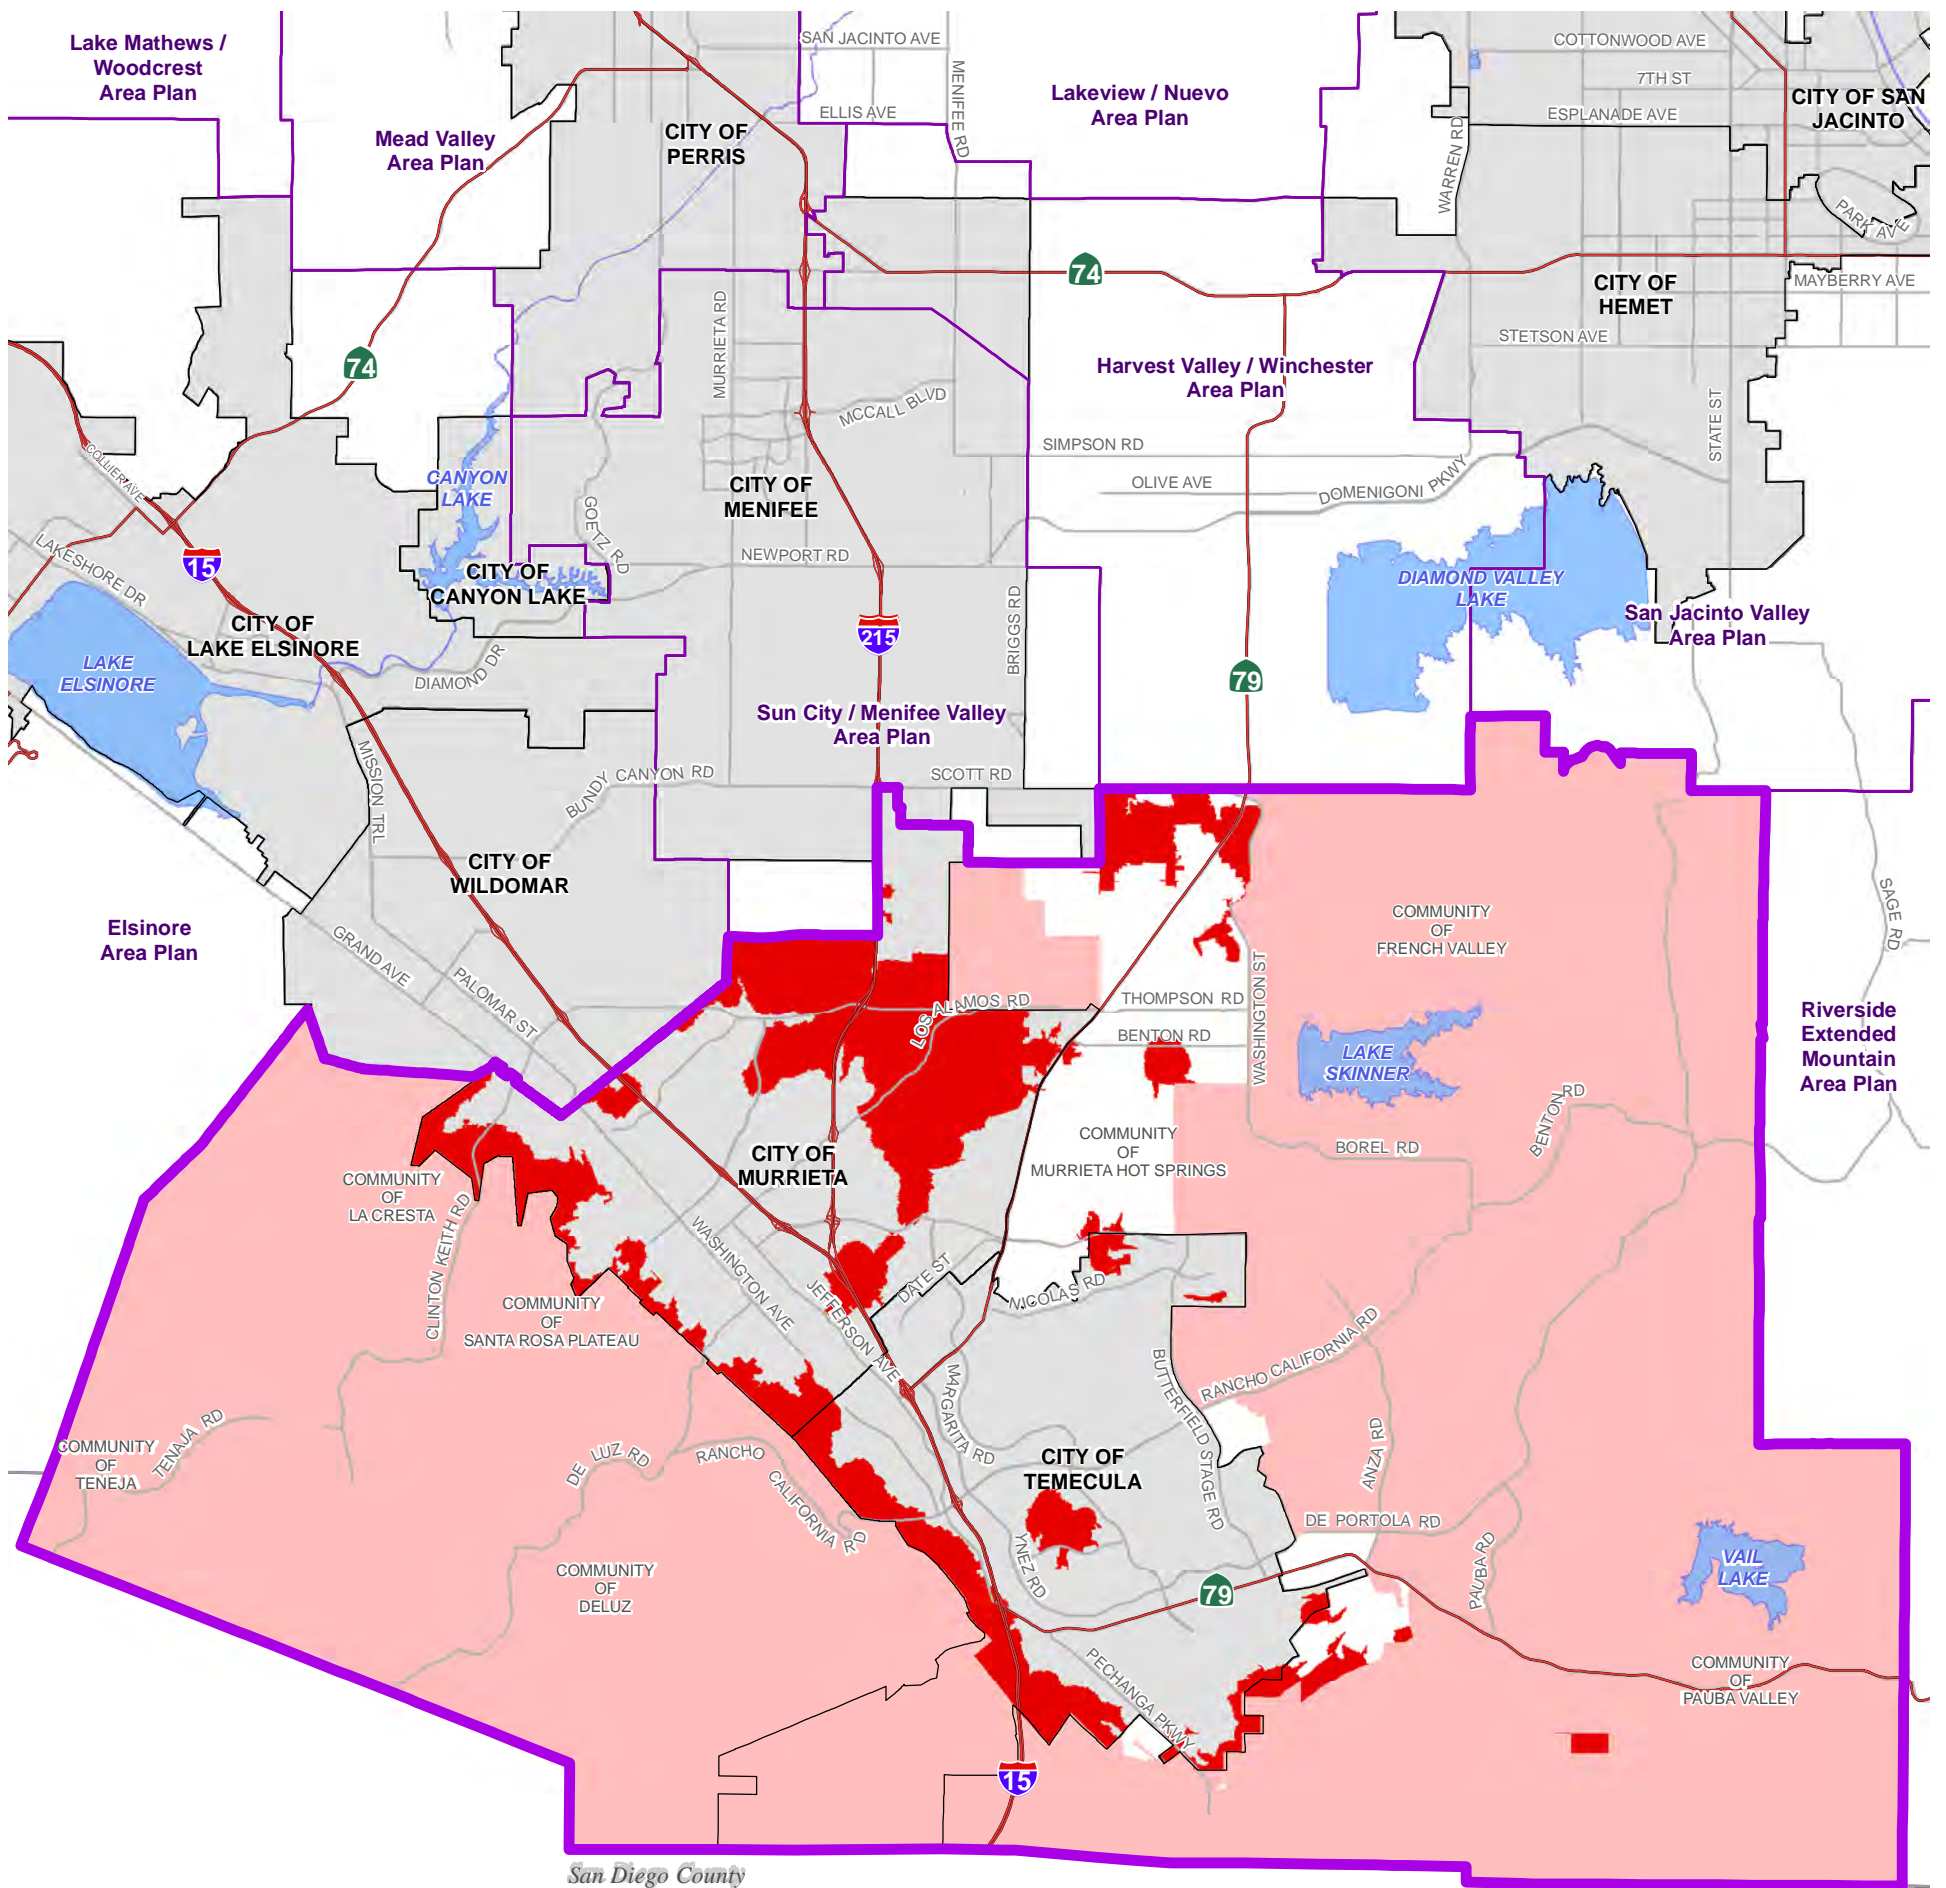 Lake Mathews /
Woodcrest
Area Plan
SAN JACINTO AVE
MENIFEE RD
COTTONWOOD AVE
7TH ST
CITY OF SAN
JACINTO
Lakeview / Nuevo
Area Plan
ELLIS AVE
ESPLANADE AVE
CITY OF
PERRIS
Mead Valley
Area Plan
WARREN RD
PARK AVE
74
CITY OF
HEMET
MAYBERRY AVE
MURRIETA RD
STETSON AVE
74
Harvest Valley / Winchester
Area Plan
MCCALL BLVD
STATE ST
SIMPSON RD
COLLIER AVE
CANYON
LAKE
CITY OF
MENIFEE
OLIVE AVE
DOMENIGONI PKWY
GOETZ RD
NEWPORT RD
LAKESHORE DR
15
CITY OF
CANYON LAKE
DIAMOND VALLEY
LAKE
BRIGGS RD
San Jacinto Valley
Area Plan
CITY OF
LAKE ELSINORE
215
LAKE
ELSINORE
DIAMOND DR
79
Sun City / Menifee Valley
Area Plan
MISSION TRL
BUNDY CANYON RD
SCOTT RD
CITY OF
WILDOMAR
SAGE RD
Elsinore
Area Plan
GRAND AVE
COMMUNITY
OF
FRENCH VALLEY
PALOMAR ST
WASHINGTON ST
LOS ALAMOS RD
THOMPSON RD
BENTON RD
Riverside
Extended
Mountain
Area Plan
LAKE
SKINNER
BENTON RD
COMMUNITY
OF
MURRIETA HOT SPRINGS
BOREL RD
CITY OF
MURRIETA
COMMUNITY
OF
LA CRESTA
CLINTON KEITH RD
WASHINGTON AVE
JEFFERSON AVE
DATE ST
NICOLAS RD
COMMUNITY
OF
SANTA ROSA PLATEAU
MARGARITA RD
BUTTERFIELD STAGE RD
RANCHO CALIFORNIA RD
COMMUNITY
OF
TENEJA
TENAJA RD
DE LUZ RD
RANCHO CALIFORNIA RD
CITY OF
TEMECULA
ANZA RD
DE PORTOLA RD
YNEZ RD
PAUBA RD
VAIL
LAKE
COMMUNITY
OF
DELUZ
79
PECHANGA PKWY
COMMUNITY
OF
PAUBA VALLEY
15
San Diego County